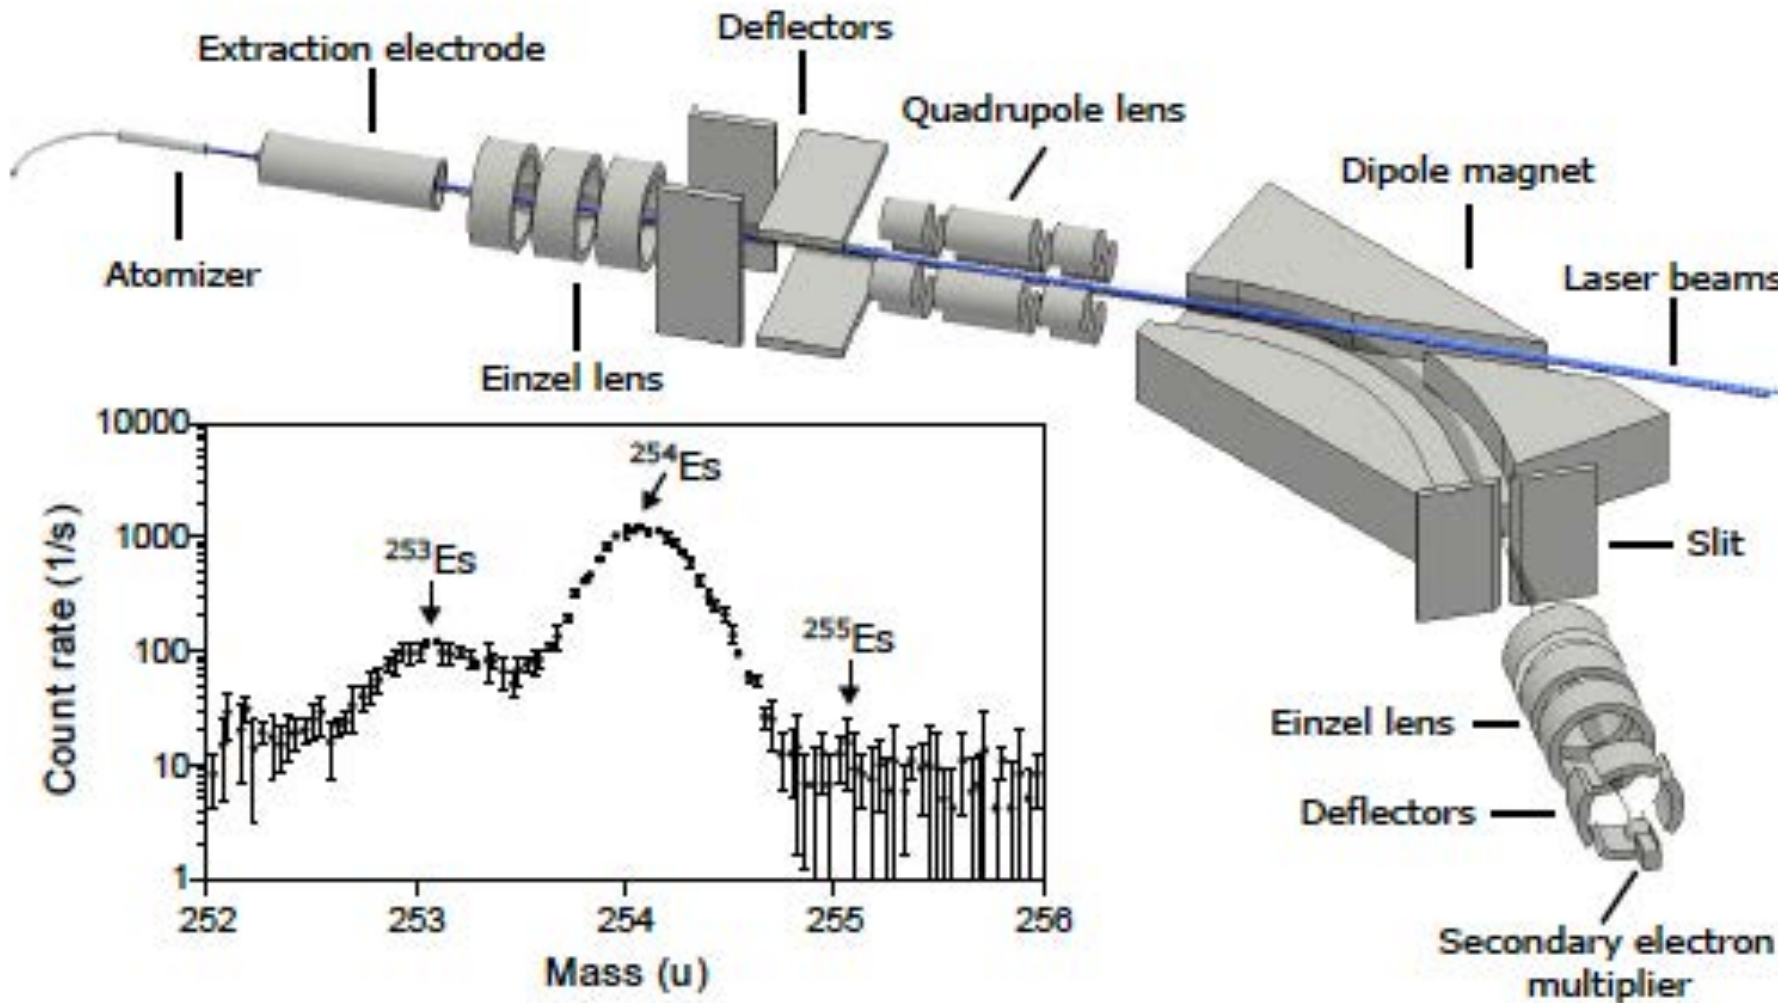 Deflectors
Extraction electrode
Quadrupole lens
Dipole magnet
Atomizer
Laser beams
Einzel lens
10000
1000
100
10
1
Count rate (1/s)
²⁵⁴Es
²⁵³Es
²⁵⁵Es
252
253
254
255
256
Mass (u)
Slit
Einzel lens
Deflectors
Secondary electron
multiplier